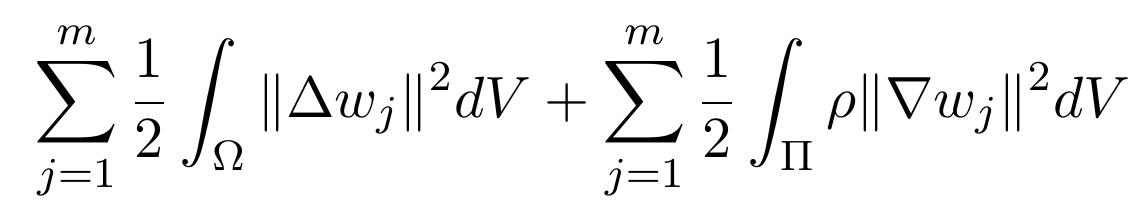 \sum_{j=1}^{m} \frac{1}{2} \int_{\Omega} \|\Delta w_j\|^2 dV + \sum_{j=1}^{m} \frac{1}{2} \int_{\Pi} \rho \|\nabla w_j\|^2 dV